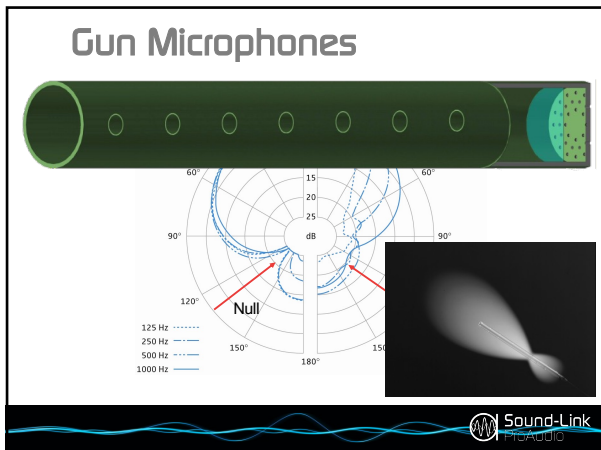 Gun Microphones
60°
15
60°
20
25
90°
dB
90°
120°
Null
125 Hz
250 Hz
500 Hz
1000 Hz
150°
180°
Sound-Link
ProAudio